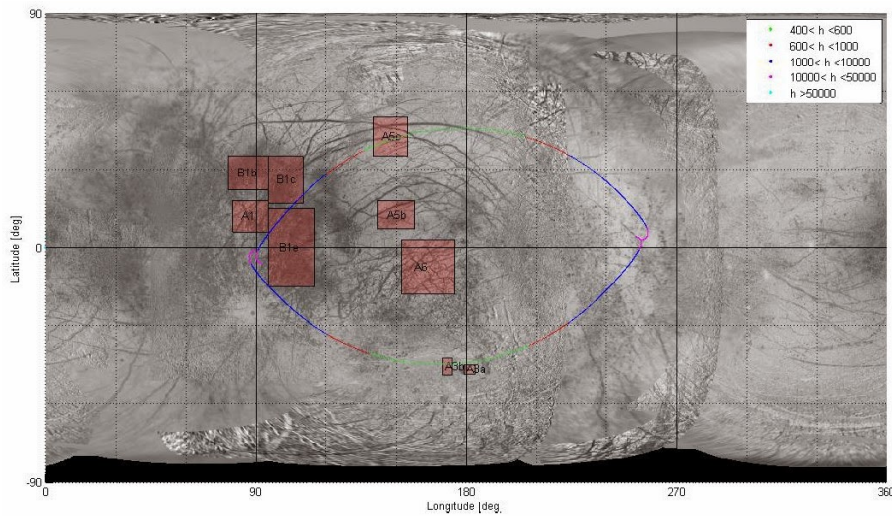 90
400< h <600
600< h <1000
1000< h <10000
10000< h <50000
h >50000
A5c
B1b
B1c
A1
A5b
B1e
A6
Latitude [deg]
0
A3b
A3a
-90
0
90
180
270
360
Longitude [deg.